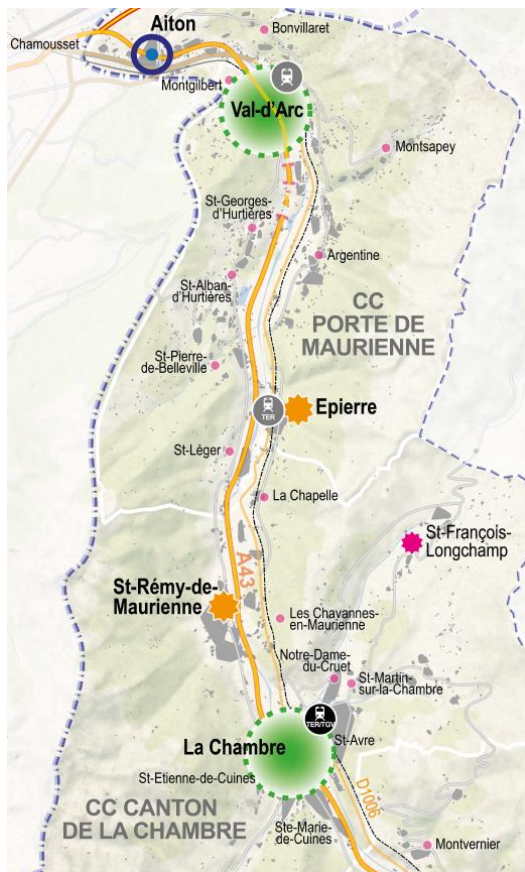 Aiton
Bonvillaret
Chamousset
Montgilbert
Val-d'Arc
Montsapey
St-Georges-
d'Hurtières
Argentine
St-Alban-
d'Hurtières
CC
PORTE DE
MAURIENNE
St-Pierre-
de-Belleville
TER
Epierre
St-Léger
La Chapelle
St-François-
Longchamp
A43
St-Rémy-de-
Maurienne
Les Chavannes-
en-Maurienne
Notre-Dame-
du-Cruet
St-Martin-
sur-la-Chambre
TER/TGV
La Chambre
St-Avre
St-Etienne-de-Cuines
D1006
CC CANTON
DE LA CHAMBRE
Ste-Marie-
de-Cuines
Montvernier